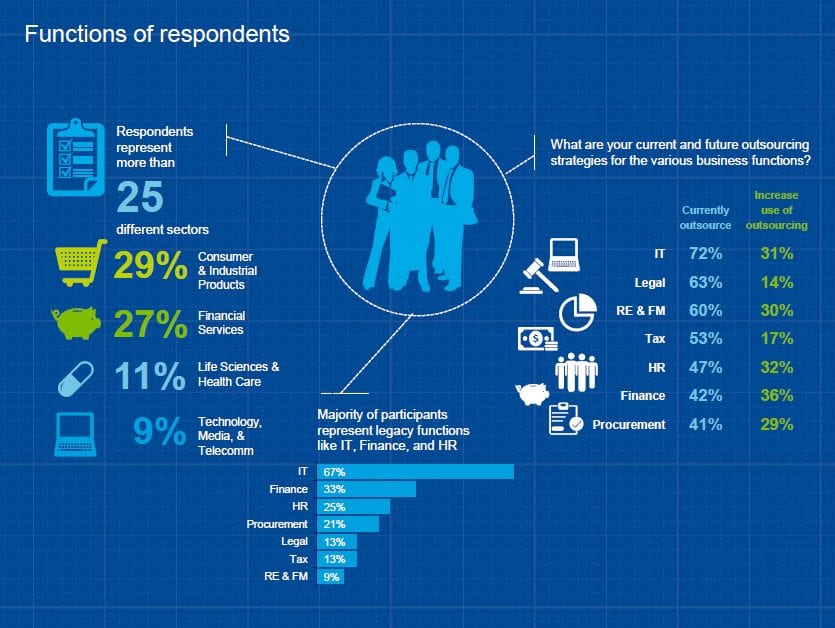 Functions of respondents
Respondents
represent
more than
25
different sectors
29% Consumer
& Industrial
Products
27% Financial
Services
11% Life Sciences &
Health Care
9% Technology,
Media, &
Telecomm
Majority of participants
represent legacy functions
like IT, Finance, and HR
IT 67%
Finance 33%
HR 25%
Procurement 21%
Legal 13%
Tax 13%
RE & FM 9%
What are your current and future outsourcing
strategies for the various business functions?
Currently
outsource
Increase
use of
outsourcing
IT 72% 31%
Legal 63% 14%
RE & FM 60% 30%
$
Tax 53% 17%
HR 47% 32%
Finance 42% 36%
Procurement 41% 29%